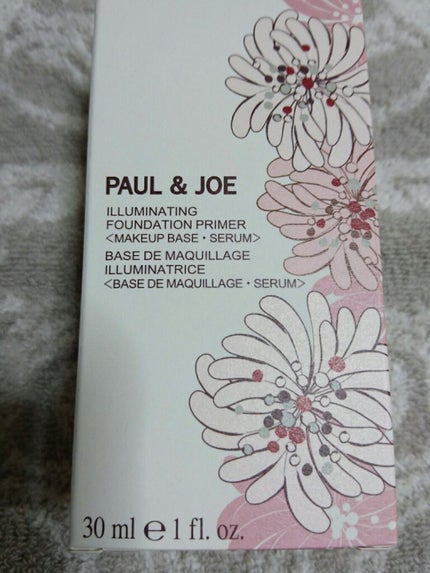 PAUL & JOE
ILLUMINATING
FOUNDATION PRIMER
<MAKEUP BASE・SERUM>
BASE DE MAQUILLAGE
ILLUMINATRICE
<BASE DE MAQUILLAGE・SERUM>
30 ml ℮ 1 fl. oz.